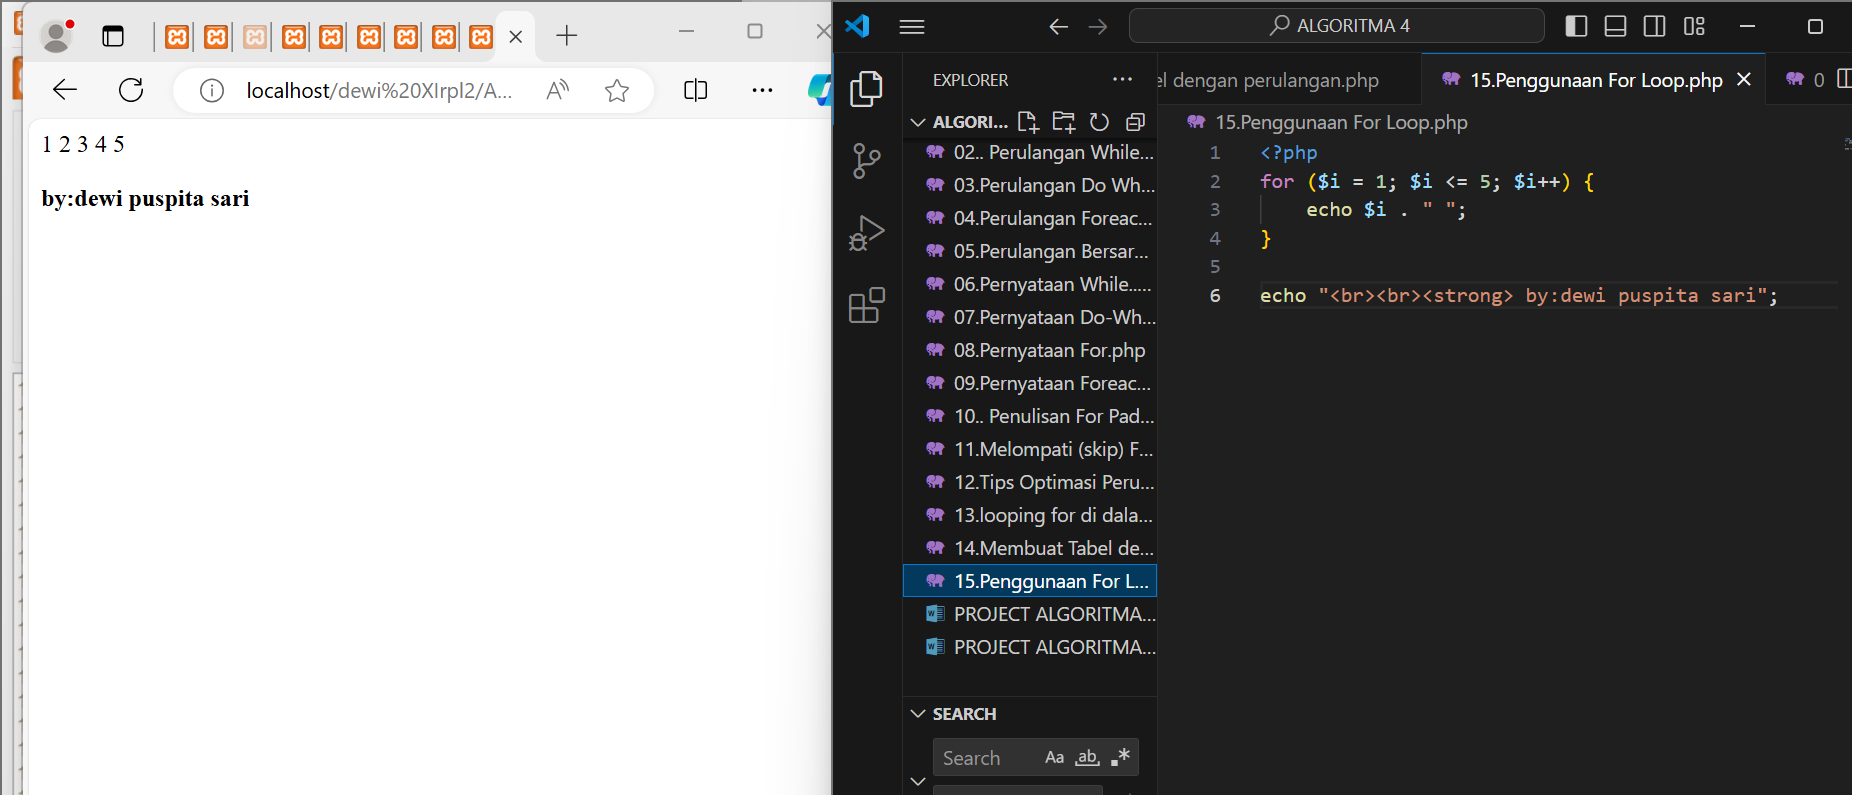 localhost/dewi%20XIrpl2/A...
1 2 3 4 5
by:dewi puspita sari
ALGORITMA 4
EXPLORER
ALGORI...
02.. Perulangan While...
03.Perulangan Do Wh...
04.Perulangan Foreac...
05.Perulangan Bersar...
06.Pernyataan While.....
07.Pernyataan Do-Wh...
08.Pernyataan For.php
09.Pernyataan Foreac...
10.. Penulisan For Pad...
11.Melompati (skip) F...
12.Tips Optimasi Peru...
13.looping for di dala...
14.Membuat Tabel de...
15.Penggunaan For L...
PROJECT ALGORITMA...
PROJECT ALGORITMA...
SEARCH
Search Aa ab .*
el dengan perulangan.php
15.Penggunaan For Loop.php
0
15.Penggunaan For Loop.php
1 <?php
2 for ($i = 1; $i <= 5; $i++) {
3 echo $i . " ";
4 }
5
6 echo "<br><br><strong> by:dewi puspita sari";